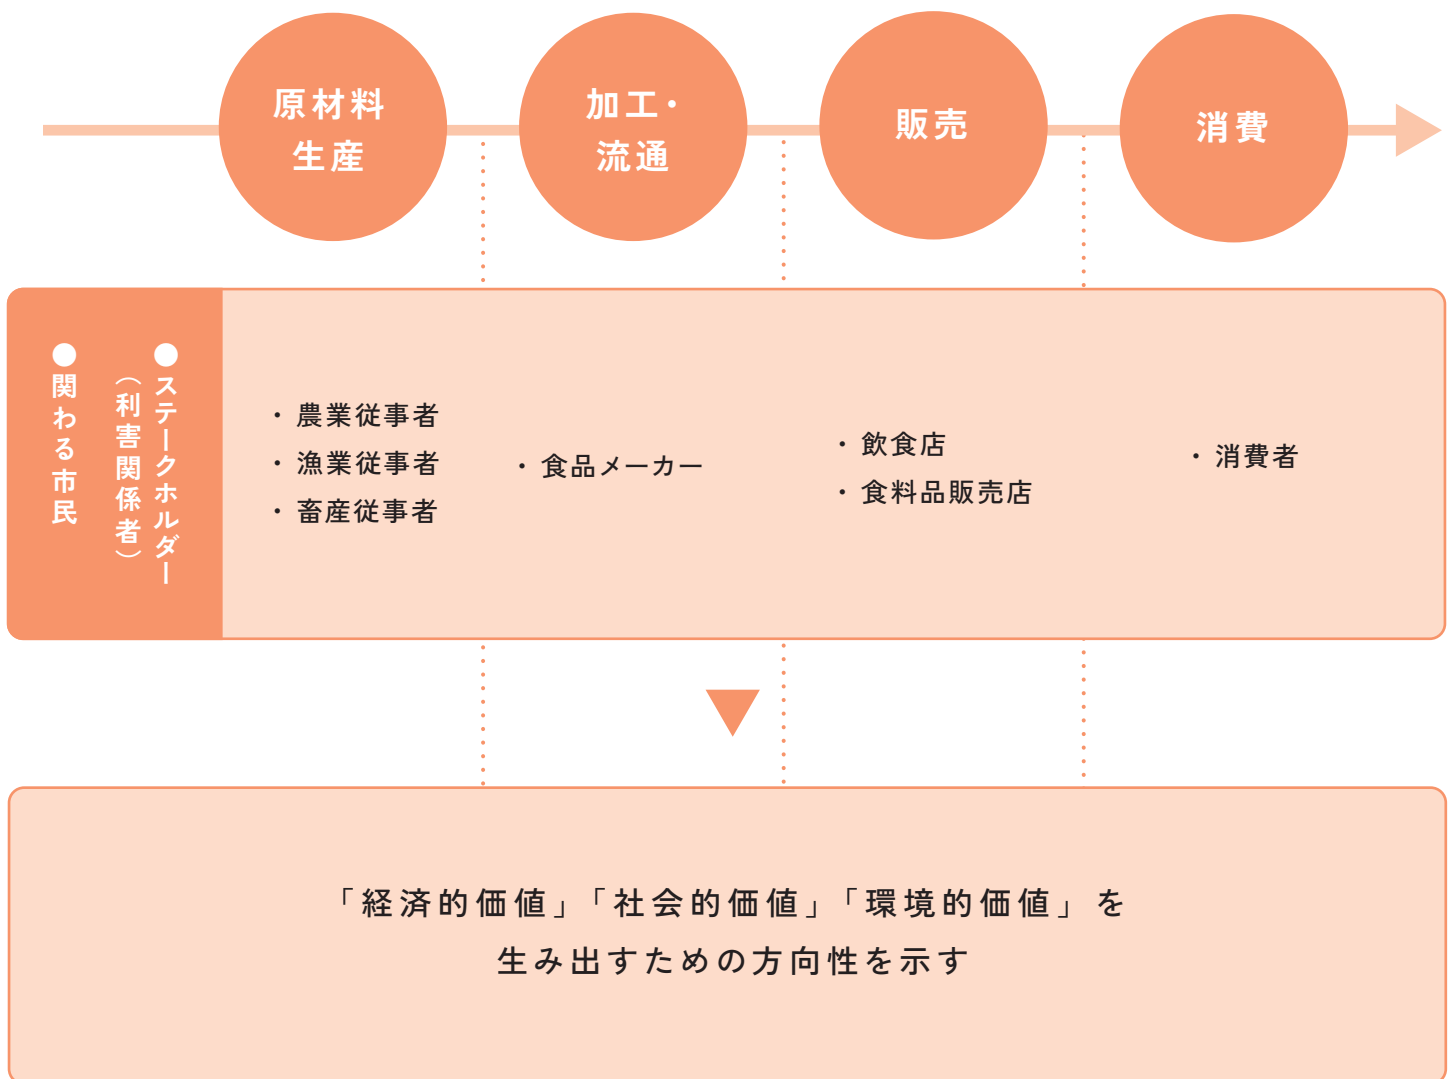 原材料
生産
加工・
流通
販売
消費
●ステークホルダー
（利害関係者）
●関わる市民
・農業従事者
・漁業従事者
・畜産従事者
・食品メーカー
・飲食店
・食料品販売店
・消費者
「経済的価値」「社会的価値」「環境的価値」を
生み出すための方向性を示す